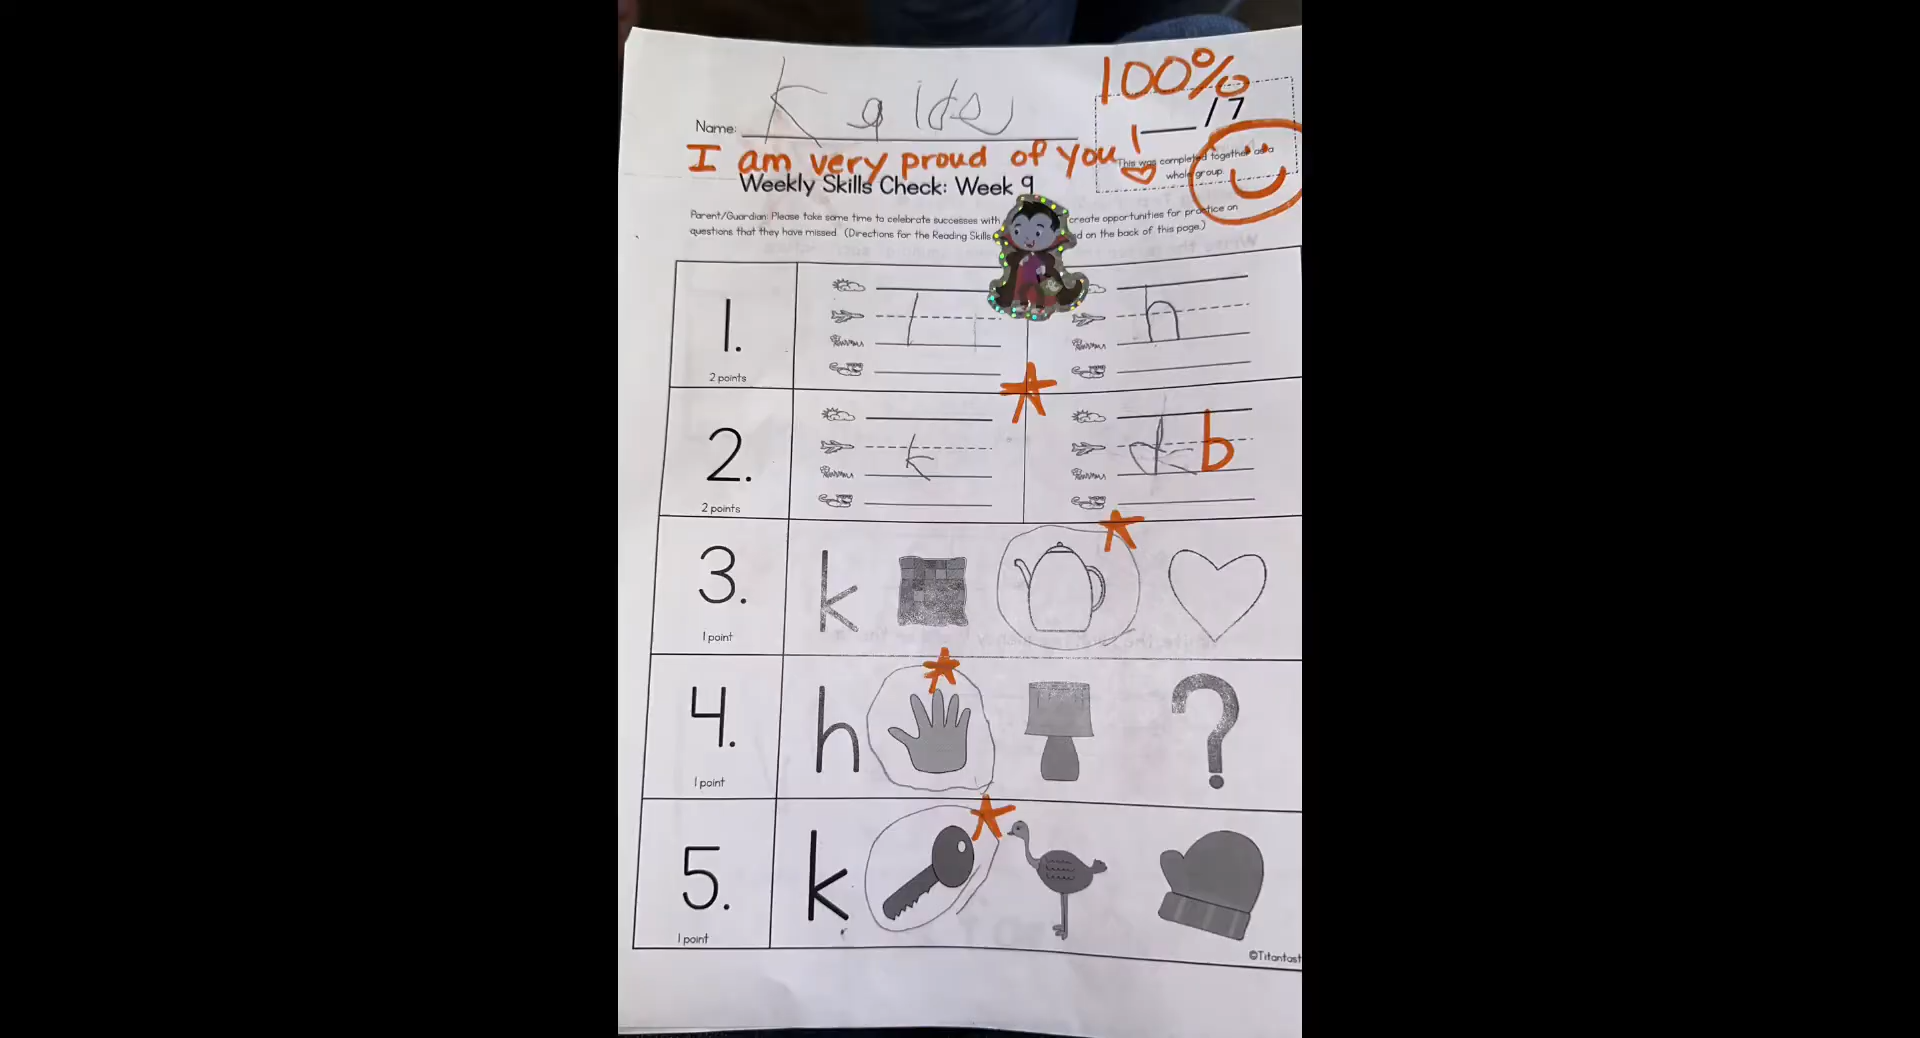 100%
/ 7
Name: Kaide
I am very proud of you!
This was completed together as a
whole group.
Weekly Skills Check: Week 9
Parent/Guardian: Please take some time to celebrate successes with create opportunities for practice on
questions that they have missed. (Directions for the Reading Skills on the back of this page.)
1.
h
2 points
2.
k b
2 points
3.
k
1 point
4.
h ?
1 point
5.
k
1 point
©Titantast